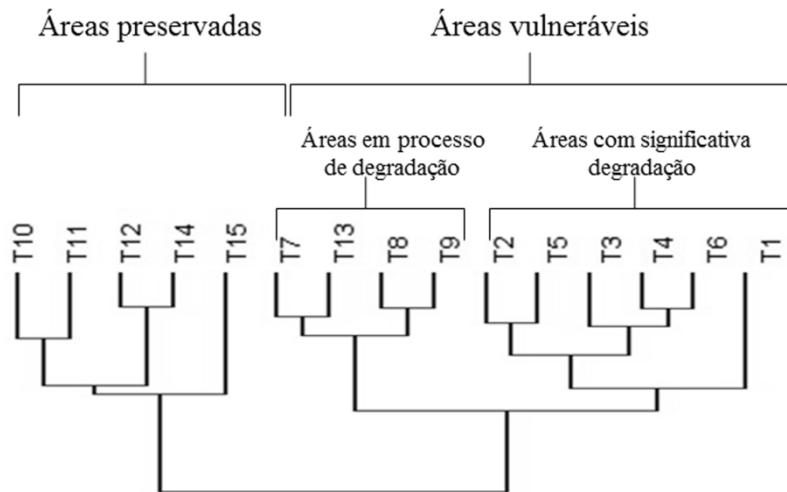 Áreas preservadas
Áreas vulneráveis
Áreas em processo
de degradação
Áreas com significativa
degradação
T10
T11
T12
T14
T15
T7
T13
T8
T9
T2
T5
T3
T4
T6
T1